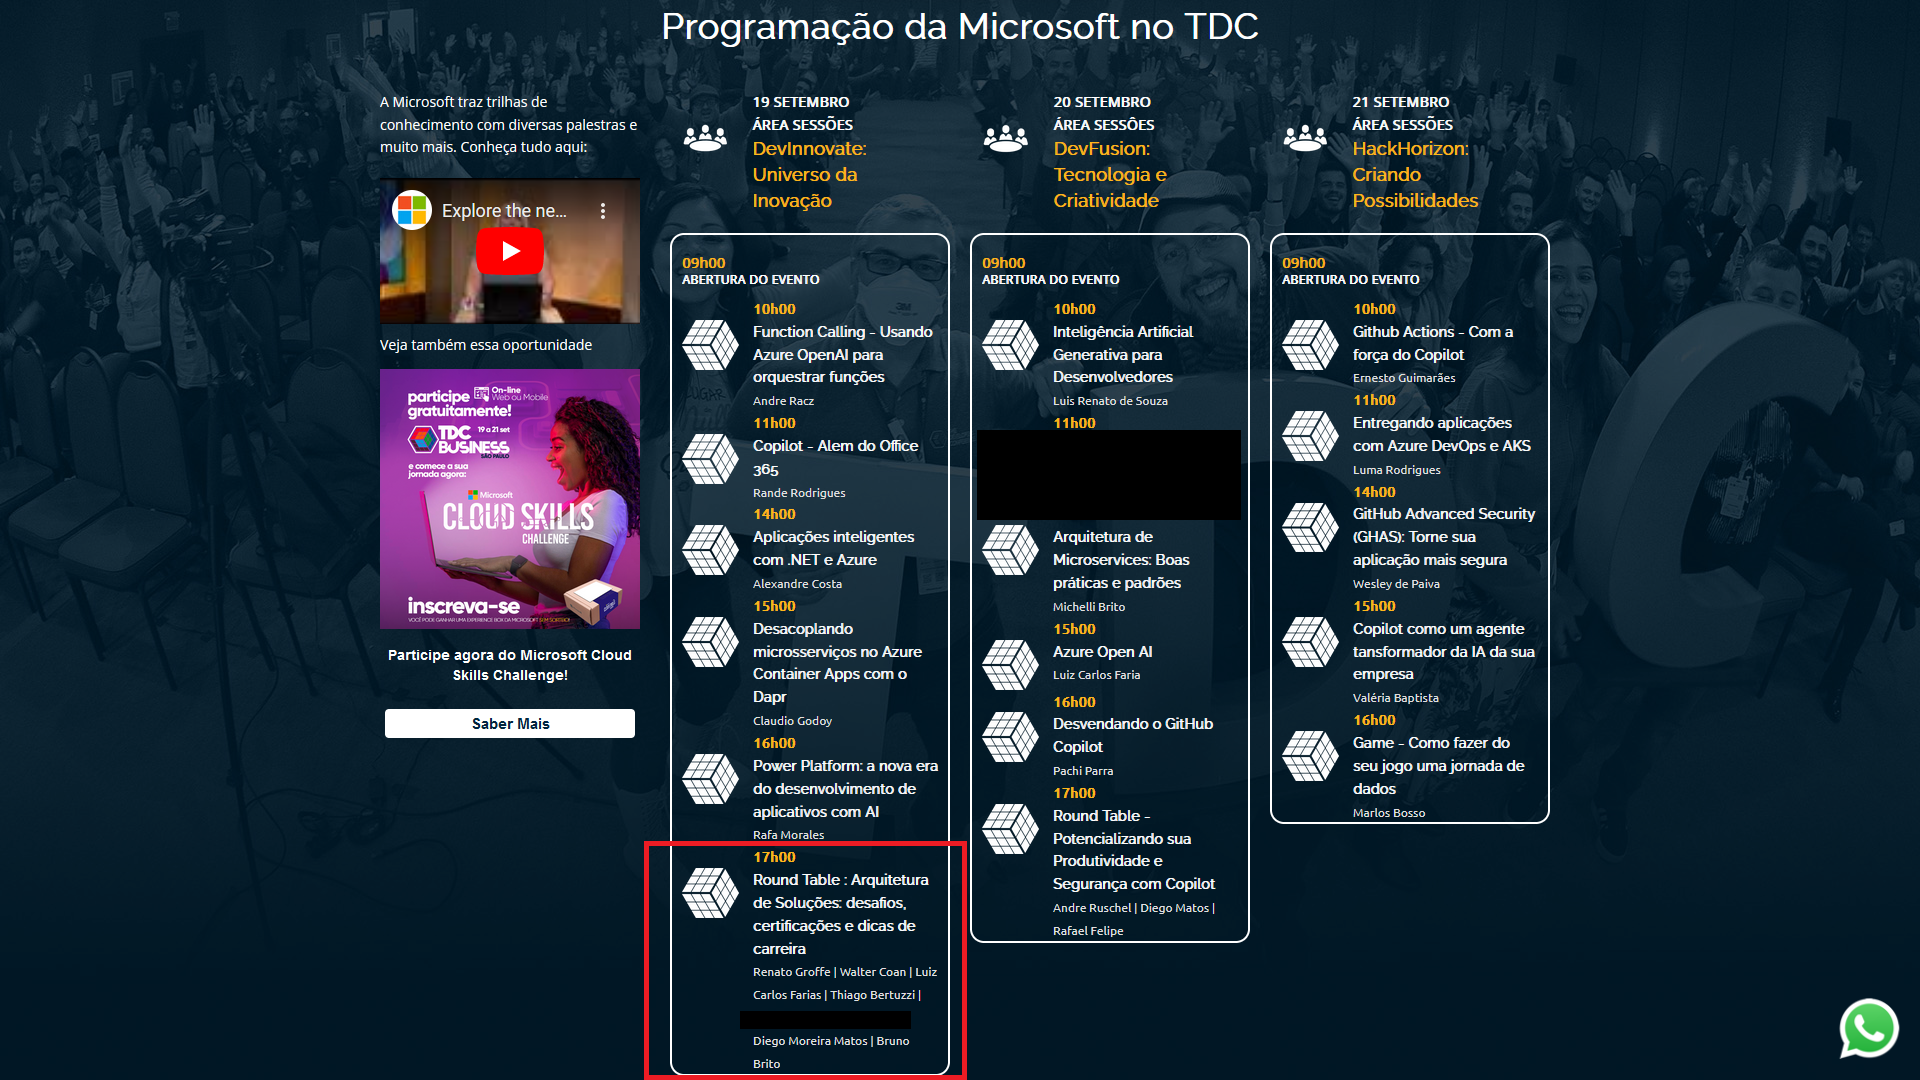 Programação da Microsoft no TDC
A Microsoft traz trilhas de
conhecimento com diversas palestras e
muito mais. Conheça tudo aqui:
Explore the ne...
Veja também essa oportunidade
participe
gratuitamente!
On-line
Web ou Mobile
TDC
BUSINESS
SÃO PAULO
19 a 21 set
e comece a sua
jornada agora:
Microsoft
CLOUD SKILLS
CHALLENGE
inscreva-se
VOCÊ PODE GANHAR UMA EXPERIENCE BOX DA MICROSOFT
Participe agora do Microsoft Cloud
Skills Challenge!
Saber Mais
19 SETEMBRO
ÁREA SESSÕES
DevInnovate:
Universo da
Inovação
09h00
ABERTURA DO EVENTO
10h00
Function Calling - Usando
Azure OpenAI para
orquestrar funções
Andre Racz
11h00
Copilot - Alem do Office
365
Rande Rodrigues
14h00
Aplicações inteligentes
com .NET e Azure
Alexandre Costa
15h00
Desacoplando
microsserviços no Azure
Container Apps com o
Dapr
Claudio Godoy
16h00
Power Platform: a nova era
do desenvolvimento de
aplicativos com AI
Rafa Morales
17h00
Round Table : Arquitetura
de Soluções: desafios,
certificações e dicas de
carreira
Renato Groffe | Walter Coan | Luiz
Carlos Farias | Thiago Bertuzzi |
Diego Moreira Matos | Bruno
Brito
20 SETEMBRO
ÁREA SESSÕES
DevFusion:
Tecnologia e
Criatividade
09h00
ABERTURA DO EVENTO
10h00
Inteligência Artificial
Generativa para
Desenvolvedores
Luis Renato de Souza
11h00
Arquitetura de
Microservices: Boas
práticas e padrões
Michelli Brito
15h00
Azure Open AI
Luiz Carlos Faria
16h00
Desvendando o GitHub
Copilot
Pachi Parra
17h00
Round Table -
Potencializando sua
Produtividade e
Segurança com Copilot
Andre Ruschel | Diego Matos |
Rafael Felipe
21 SETEMBRO
ÁREA SESSÕES
HackHorizon:
Criando
Possibilidades
09h00
ABERTURA DO EVENTO
10h00
Github Actions - Com a
força do Copilot
Ernesto Guimarães
11h00
Entregando aplicações
com Azure DevOps e AKS
Luma Rodrigues
14h00
GitHub Advanced Security
(GHAS): Torne sua
aplicação mais segura
Wesley de Paiva
15h00
Copilot como um agente
tansformador da IA da sua
empresa
Valéria Baptista
16h00
Game - Como fazer do
seu jogo uma jornada de
dados
Marlos Bosso